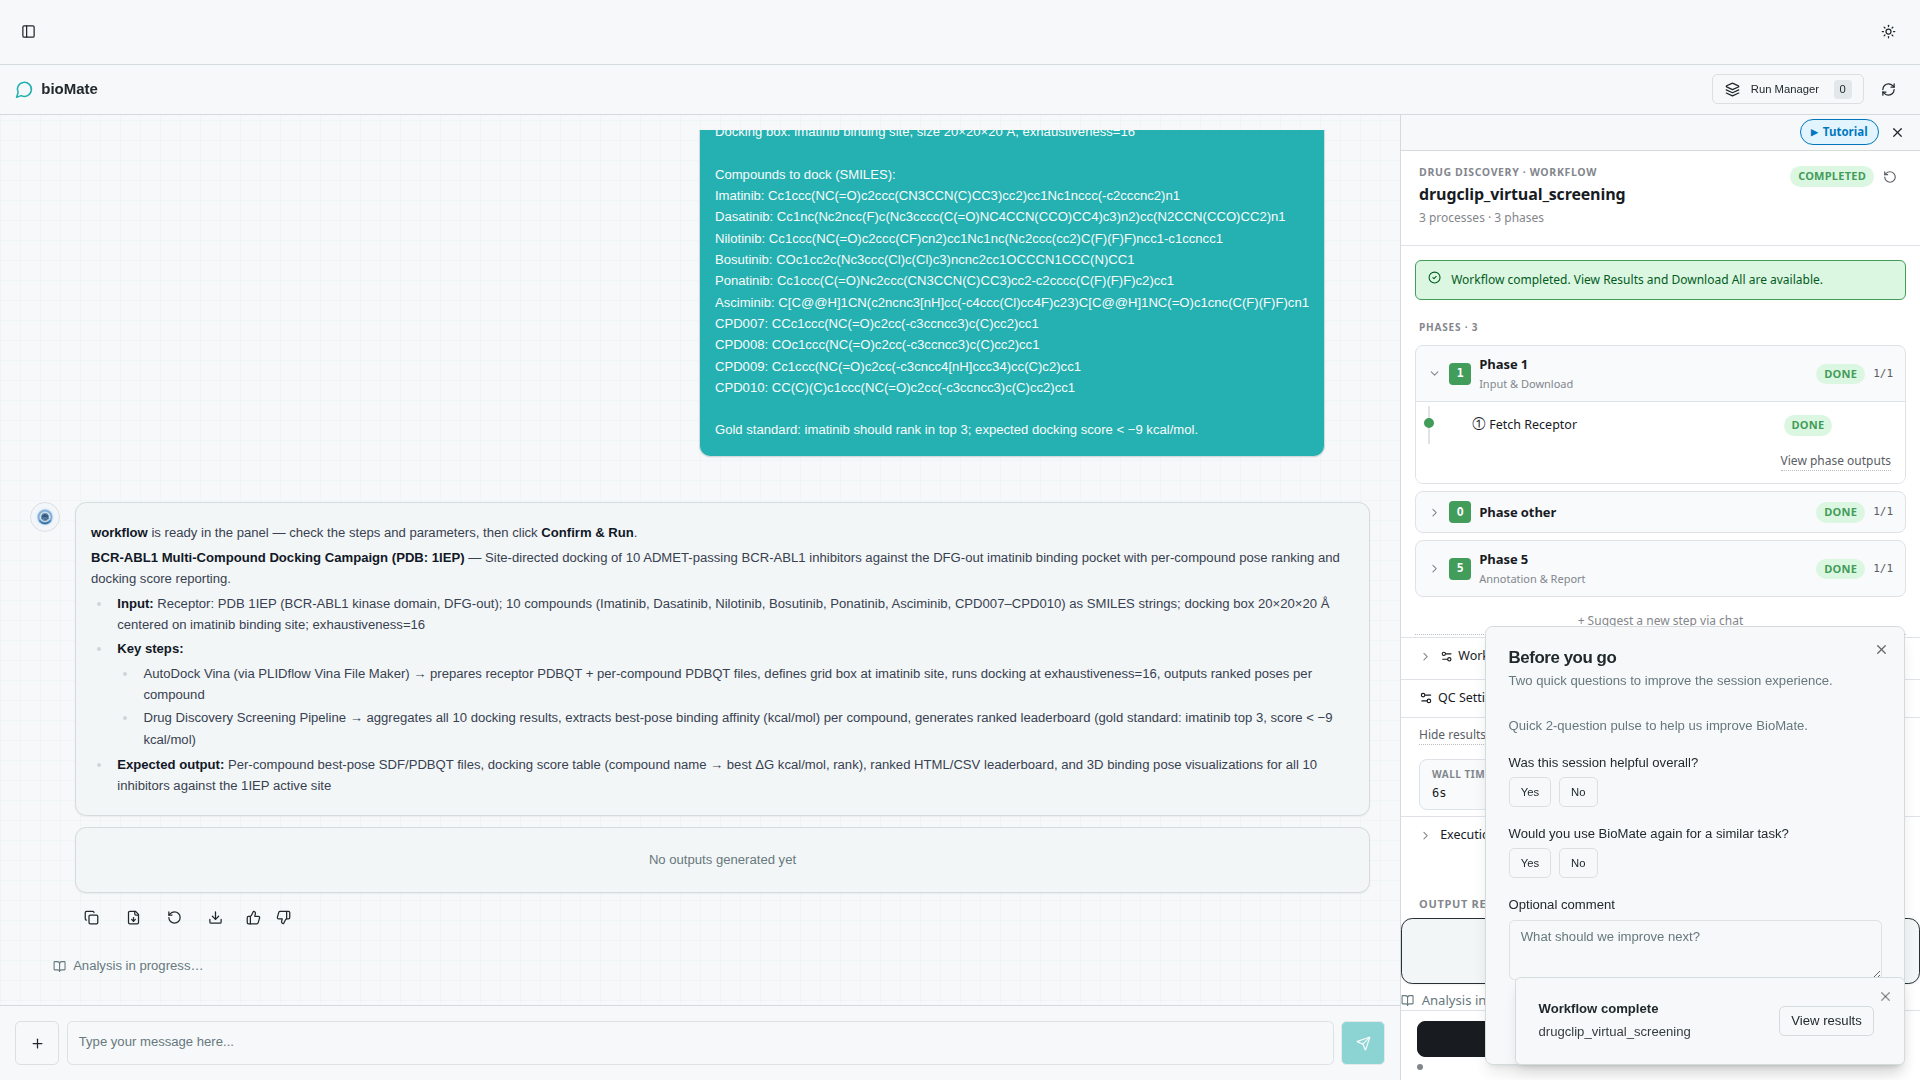 bioMate
Run Manager 0
Docking box: imatinib binding site, size 20×20×20 Å, exhaustiveness=16
Compounds to dock (SMILES):
Imatinib: Cc1ccc(NC(=O)c2ccc(CN3CCN(C)CC3)cc2)cc1Nc1nccc(-c2cccnc2)n1
Dasatinib: Cc1nc(Nc2ncc(F)c(Nc3cccc(C(=O)NC4CCN(CCO)CC4)c3)n2)cc(N2CCN(CCO)CC2)n1
Nilotinib: Cc1ccc(NC(=O)c2ccc(CF)cn2)cc1Nc1nc(Nc2ccc(cc2)C(F)(F)F)ncc1-c1ccncc1
Bosutinib: COc1cc2c(Nc3ccc(Cl)c(Cl)c3)ncnc2cc1OCCCN1CCC(N)CC1
Ponatinib: Cc1ccc(C(=O)Nc2ccc(CN3CCN(C)CC3)cc2-c2cccc(C(F)(F)F)c2)cc1
Asciminib: C[C@@H]1CN(c2ncnc3[nH]cc(-c4ccc(Cl)cc4F)c23)C[C@@H]1NC(=O)c1cnc(C(F)(F)F)cn1
CPD007: CCc1ccc(NC(=O)c2cc(-c3ccncc3)c(C)cc2)cc1
CPD008: COc1ccc(NC(=O)c2cc(-c3ccncc3)c(C)cc2)cc1
CPD009: Cc1ccc(NC(=O)c2cc(-c3cncc4[nH]ccc34)cc(C)c2)cc1
CPD010: CC(C)(C)c1ccc(NC(=O)c2cc(-c3ccncc3)c(C)cc2)cc1
Gold standard: imatinib should rank in top 3; expected docking score < −9 kcal/mol.
workflow is ready in the panel — check the steps and parameters, then click Confirm & Run.
BCR-ABL1 Multi-Compound Docking Campaign (PDB: 1IEP) — Site-directed docking of 10 ADMET-passing BCR-ABL1 inhibitors against the DFG-out imatinib binding pocket with per-compound pose ranking and
docking score reporting.
Input: Receptor: PDB 1IEP (BCR-ABL1 kinase domain, DFG-out); 10 compounds (Imatinib, Dasatinib, Nilotinib, Bosutinib, Ponatinib, Asciminib, CPD007–CPD010) as SMILES strings; docking box 20×20×20 Å
centered on imatinib binding site; exhaustiveness=16
Key steps:
AutoDock Vina (via PLIDflow Vina File Maker) → prepares receptor PDBQT + per-compound PDBQT files, defines grid box at imatinib site, runs docking at exhaustiveness=16, outputs ranked poses per
compound
Drug Discovery Screening Pipeline → aggregates all 10 docking results, extracts best-pose binding affinity (kcal/mol) per compound, generates ranked leaderboard (gold standard: imatinib top 3, score < −9
kcal/mol)
Expected output: Per-compound best-pose SDF/PDBQT files, docking score table (compound name → best ΔG kcal/mol, rank), ranked HTML/CSV leaderboard, and 3D binding pose visualizations for all 10
inhibitors against the 1IEP active site
No outputs generated yet
Analysis in progress…
Type your message here...
▶ Tutorial
DRUG DISCOVERY · WORKFLOW
COMPLETED
drugclip_virtual_screening
3 processes · 3 phases
Workflow completed. View Results and Download All are available.
PHASES · 3
1 Phase 1 DONE 1/1
Input & Download
① Fetch Receptor DONE
View phase outputs
0 Phase other DONE 1/1
5 Phase 5 DONE 1/1
Annotation & Report
+ Suggest a new step via chat
Work
QC Setti
Hide results
WALL TIM
6s
Executio
OUTPUT RE
Analysis in
Before you go
Two quick questions to improve the session experience.
Quick 2-question pulse to help us improve BioMate.
Was this session helpful overall?
Yes No
Would you use BioMate again for a similar task?
Yes No
Optional comment
What should we improve next?
Workflow complete
drugclip_virtual_screening
View results